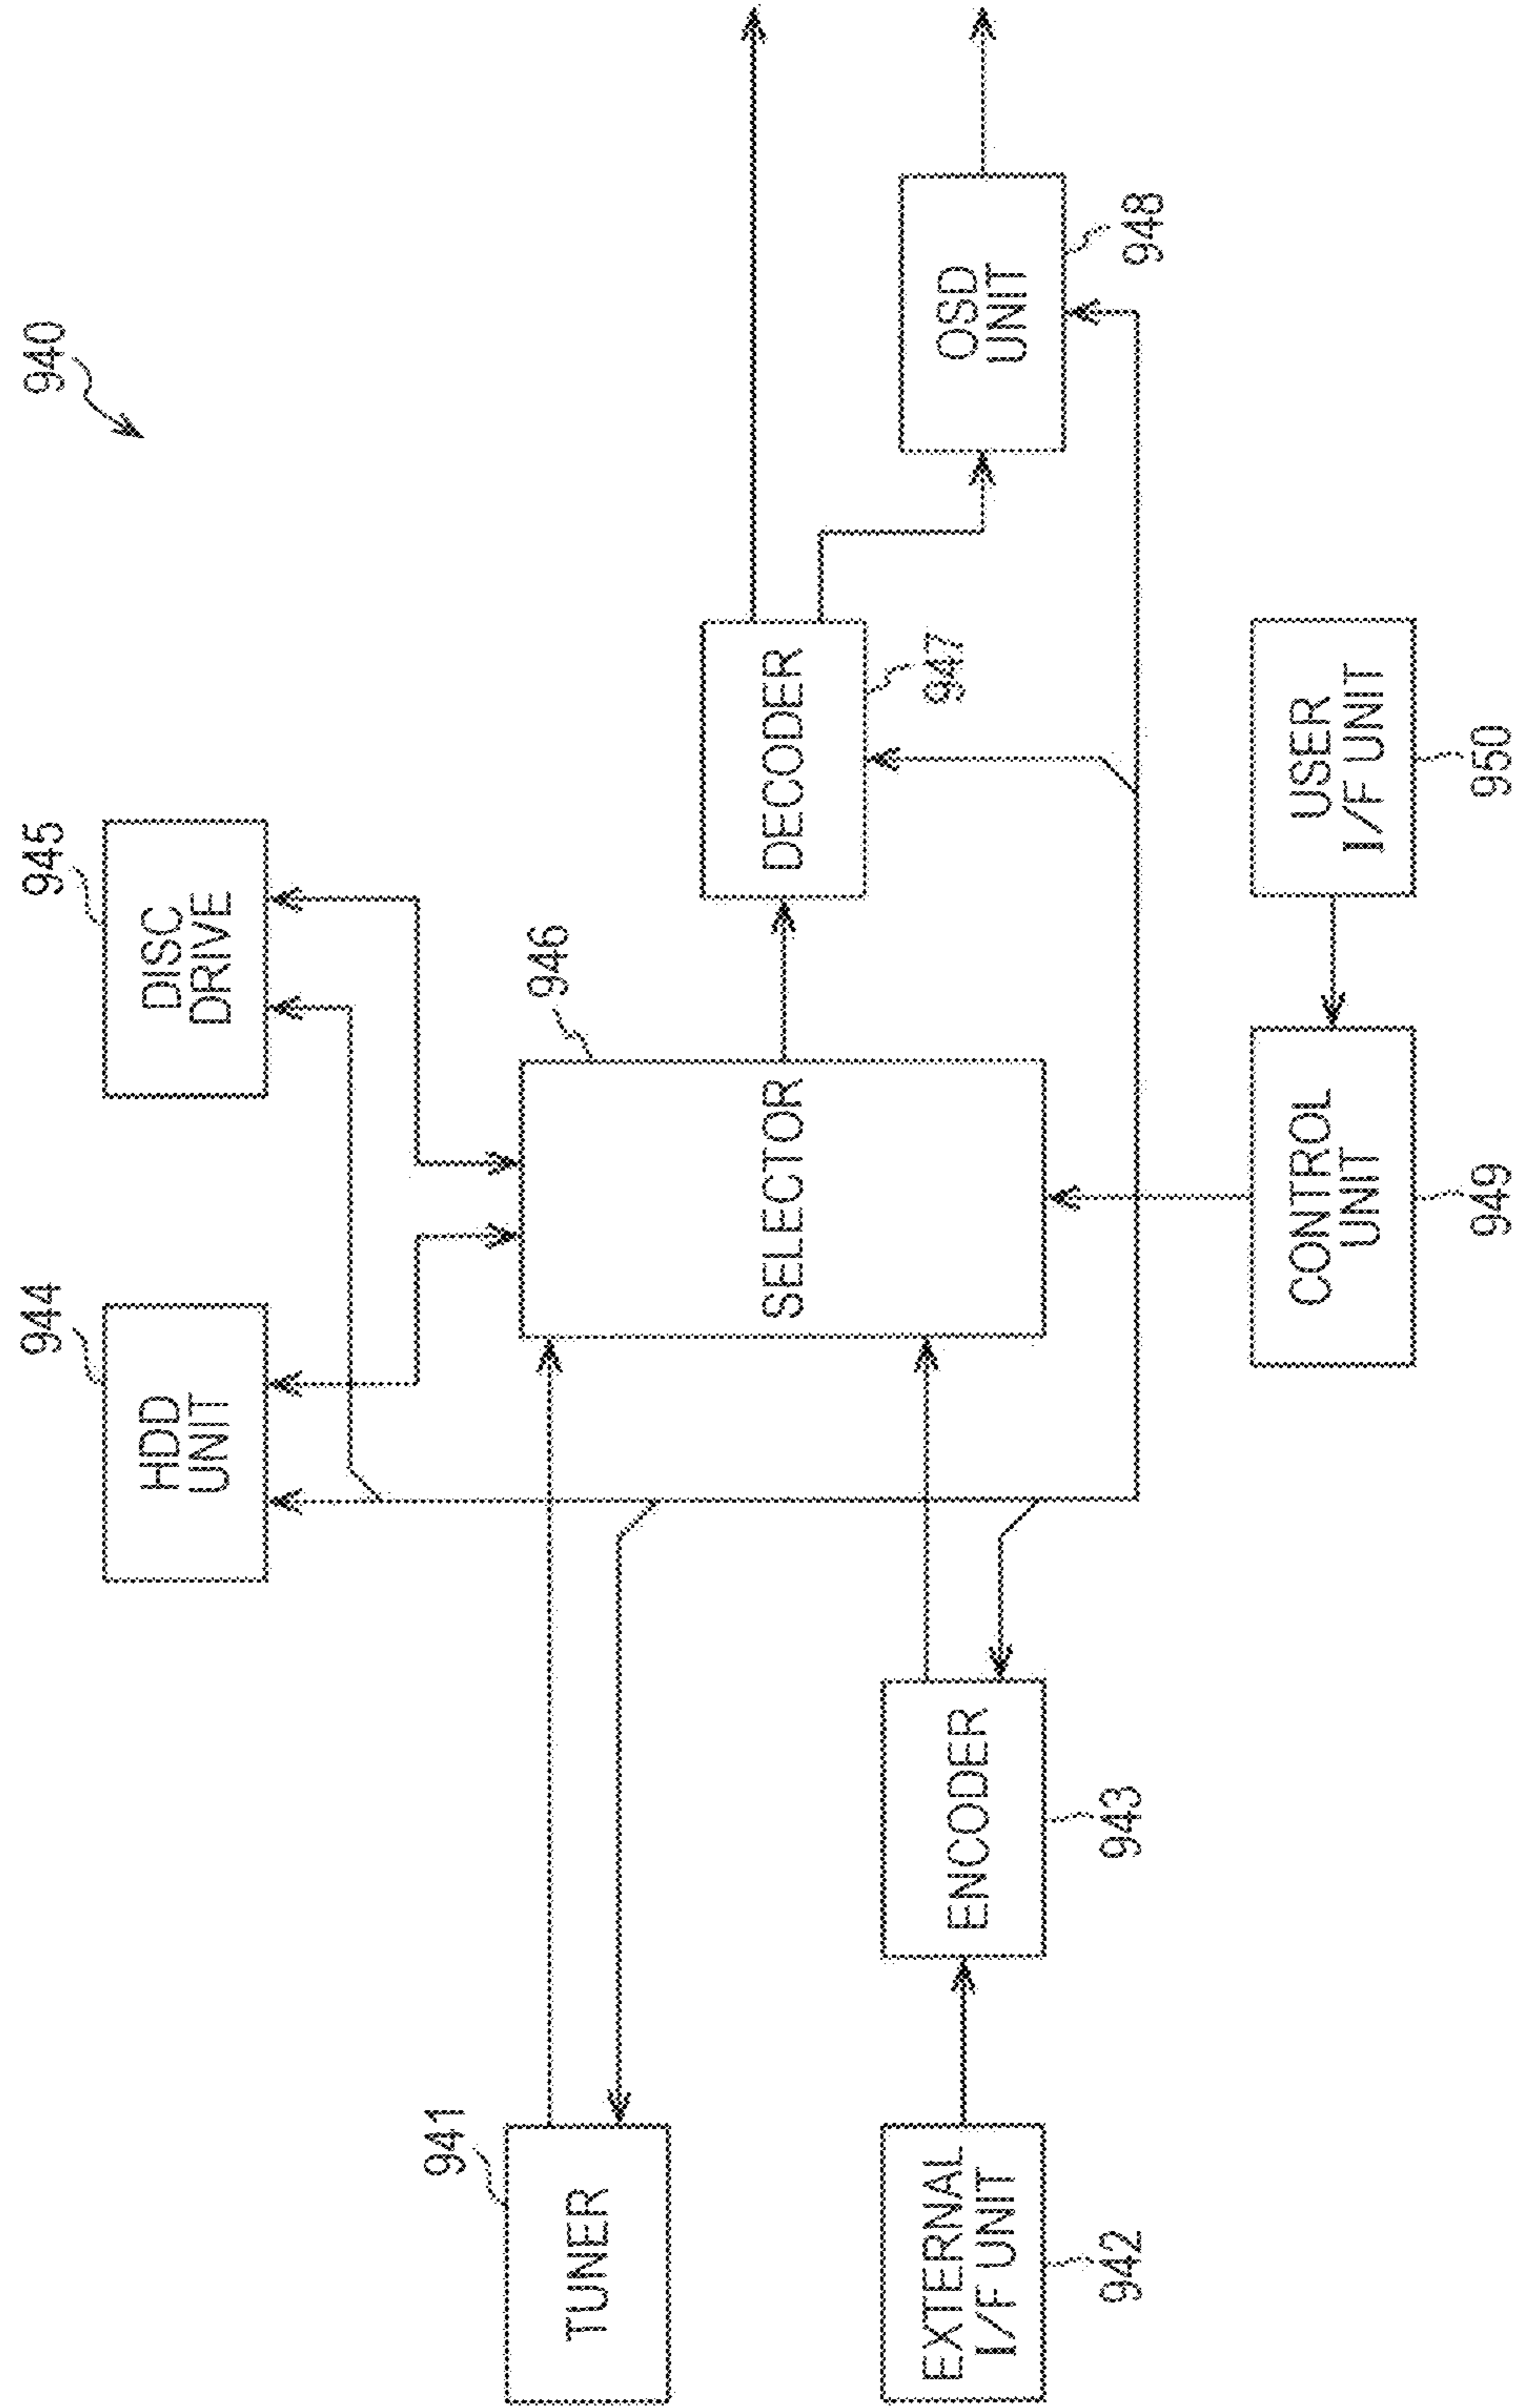 940
944
945
HDD
UNIT
DISC
DRIVE
941
946
TUNER
SELECTOR
DECODER
947
OSD
UNIT
948
EXTERNAL
I/F UNIT
942
ENCODER
943
CONTROL
UNIT
949
USER
I/F UNIT
950